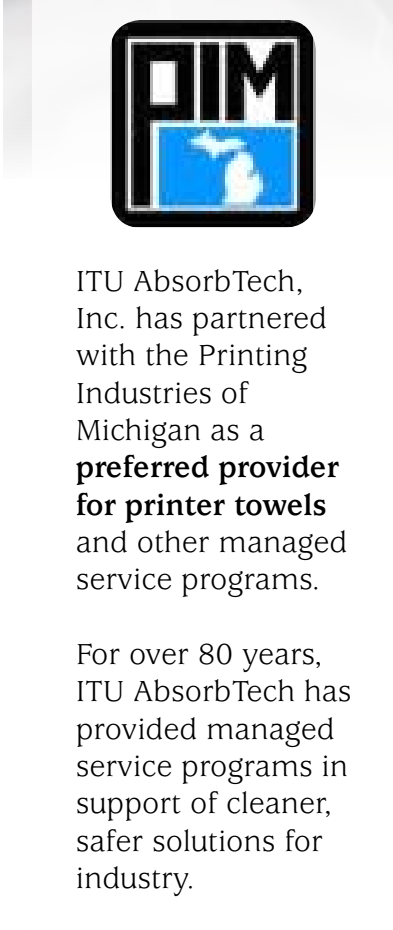 PIM
ITU AbsorbTech,
Inc. has partnered
with the Printing
Industries of
Michigan as a
preferred provider
for printer towels
and other managed
service programs.
For over 80 years,
ITU AbsorbTech has
provided managed
service programs in
support of cleaner,
safer solutions for
industry.